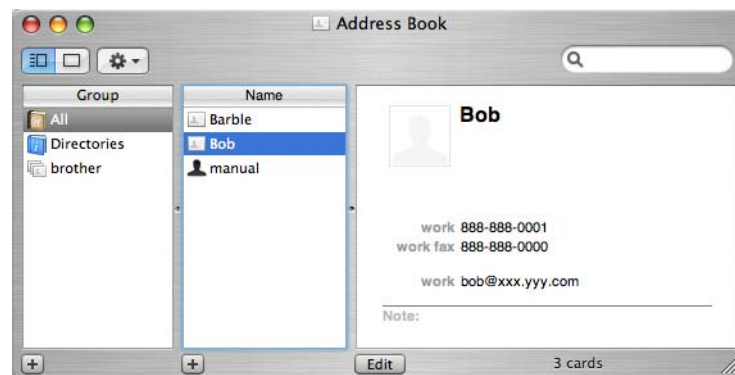 Address Book
Group
All
Directories
brother
Name
Barble
Bob
manual
Bob
work 888-888-0001
work fax 888-888-0000
work bob@xxx.yyy.com
Note:
Edit
3 cards